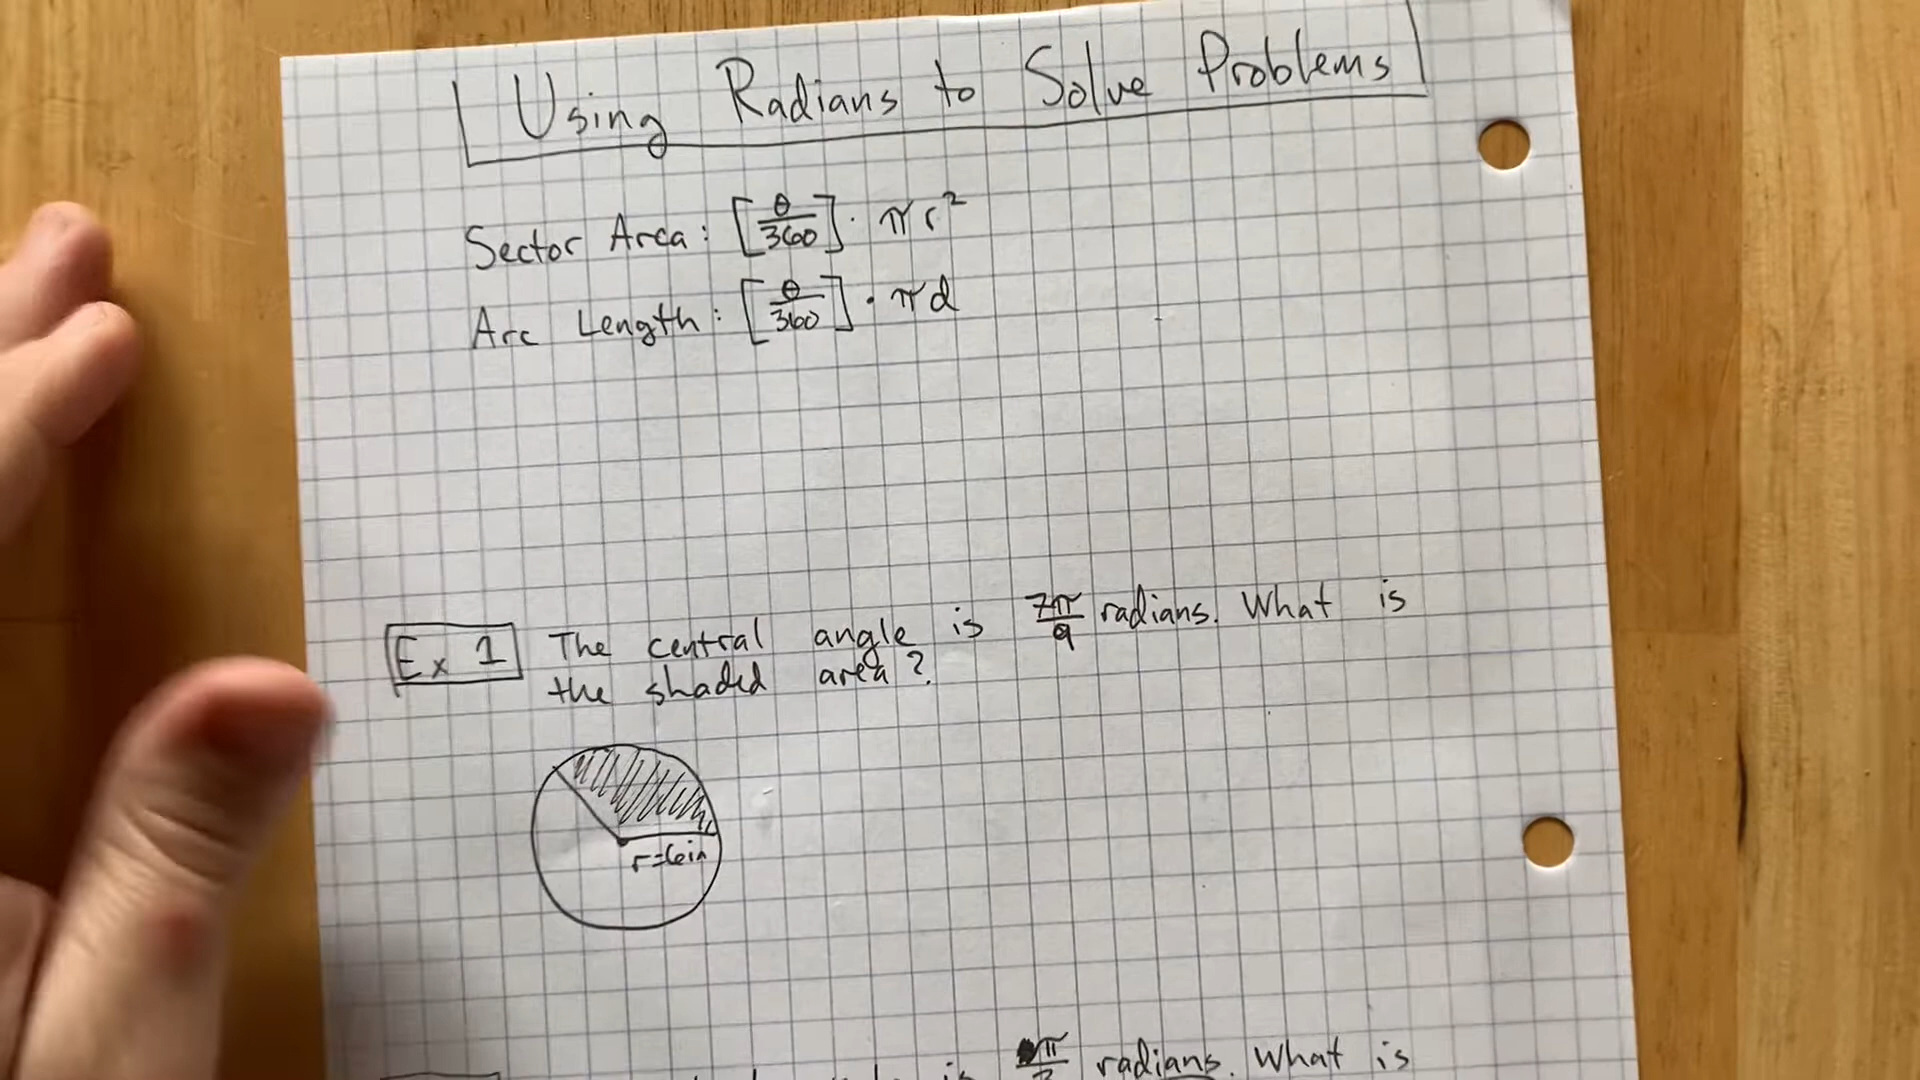 Using Radians to Solve Problems
Sector Area: [θ/360] · πr²
Arc Length: [θ/360] · πd
Ex 1 The central angle is 7π/9 radians. What is
the shaded area?
r=6in
is radians. What is